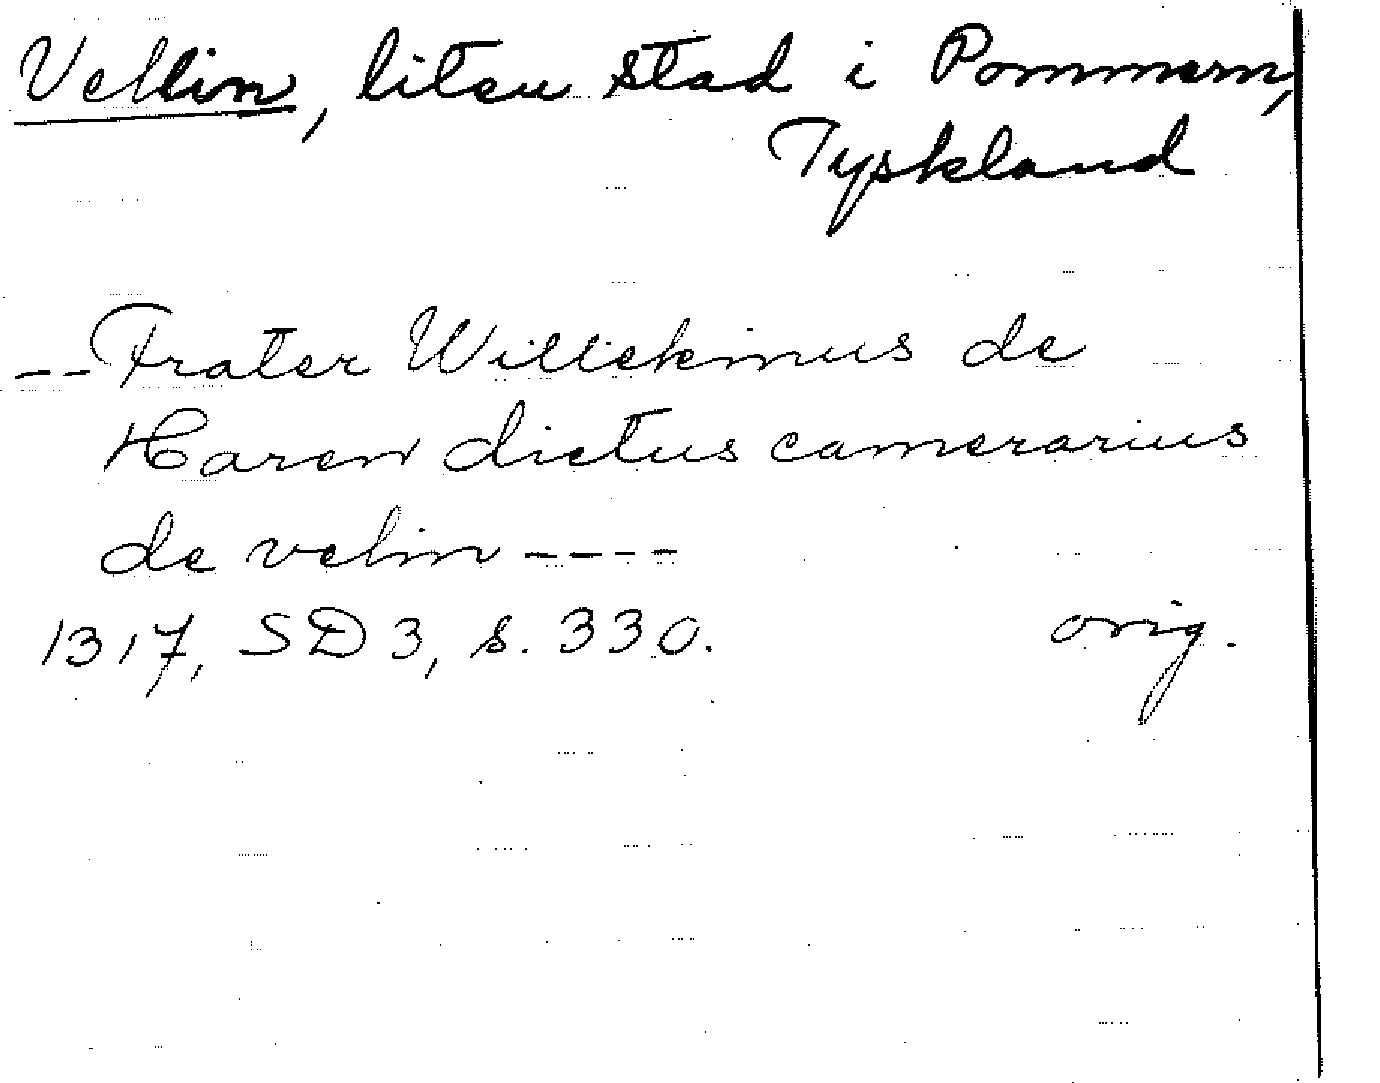 Vellin, liten stad i Pommern,
Tyskland
-- Frater Willekinus de
Haren dictus camerarius
de velin ----
1317, SD 3, s. 330. orig.